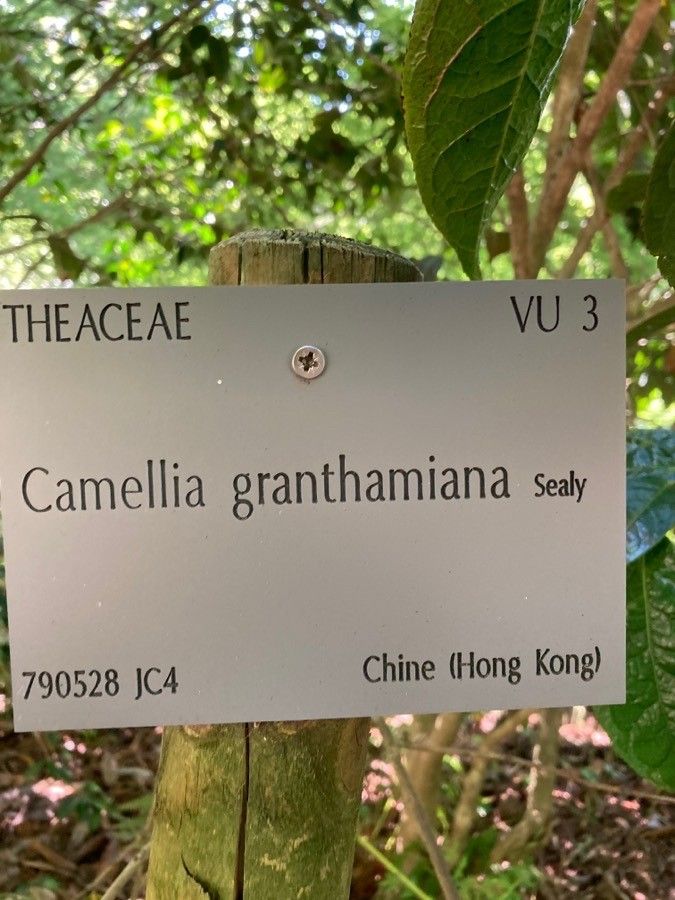 THEACEAE VU 3
Camellia granthamiana Sealy
790528 JC4 Chine (Hong Kong)